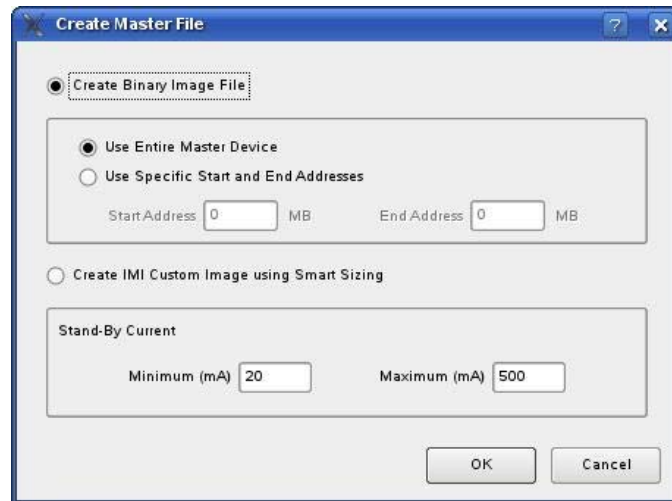 Create Master File
Create Binary Image File
Use Entire Master Device
Use Specific Start and End Addresses
Start Address 0 MB End Address 0 MB
Create IMI Custom Image using Smart Sizing
Stand-By Current
Minimum (mA) 20 Maximum (mA) 500
OK Cancel